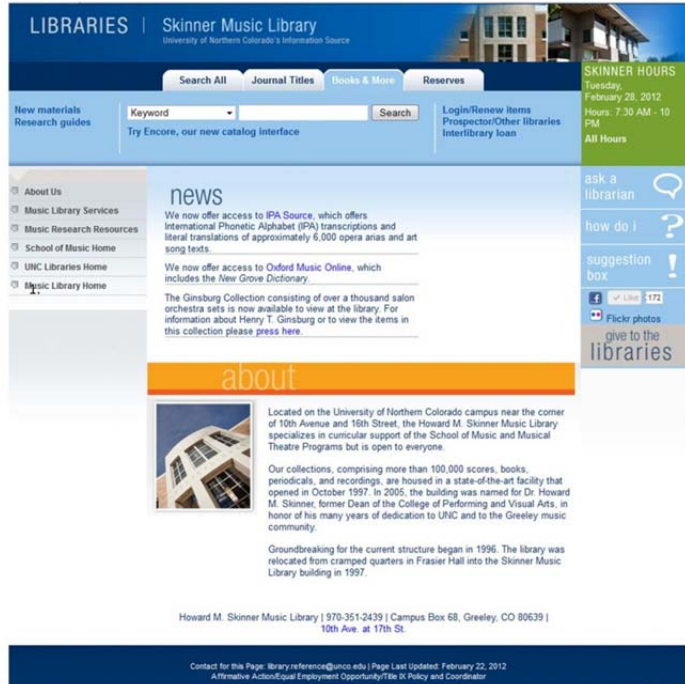 LIBRARIES | Skinner Music Library
University of Northern Colorado's Information Source
Search All Journal Titles Books & More Reserves
New materials
Research guides
Keyword Search
Try Encore, our new catalog interface
Login/Renew items
Prospector/Other libraries
Interlibrary loan
SKINNER HOURS
Tuesday,
February 28, 2012
Hours: 7:30 AM - 10
PM
All Hours
About Us
Music Library Services
Music Research Resources
School of Music Home
UNC Libraries Home
Music Library Home
1.
news
We now offer access to IPA Source, which offers
International Phonetic Alphabet (IPA) transcriptions and
literal translations of approximately 6,000 opera arias and art
song texts.
We now offer access to Oxford Music Online, which
includes the New Grove Dictionary.
The Ginsburg Collection consisting of over a thousand salon
orchestra sets is now available to view at the library. For
information about Henry T. Ginsburg or to view the items in
this collection please press here.
ask a
librarian
how do i ?
suggestion
box !
f Like 172
Flickr photos
give to the
libraries
about
Located on the University of Northern Colorado campus near the corner
of 10th Avenue and 16th Street, the Howard M. Skinner Music Library
specializes in curricular support of the School of Music and Musical
Theatre Programs but is open to everyone.
Our collections, comprising more than 100,000 scores, books,
periodicals, and recordings, are housed in a state-of-the-art facility that
opened in October 1997. In 2005, the building was named for Dr. Howard
M. Skinner, former Dean of the College of Performing and Visual Arts, in
honor of his many years of dedication to UNC and to the Greeley music
community.
Groundbreaking for the current structure began in 1996. The library was
relocated from cramped quarters in Frasier Hall into the Skinner Music
Library building in 1997.
Howard M. Skinner Music Library | 970-351-2439 | Campus Box 68, Greeley, CO 80639 |
10th Ave. at 17th St.
Contact for this Page: library.reference@unco.edu | Page Last Updated: February 22, 2012
Affirmative Action/Equal Employment Opportunity/Title IX Policy and Coordinator